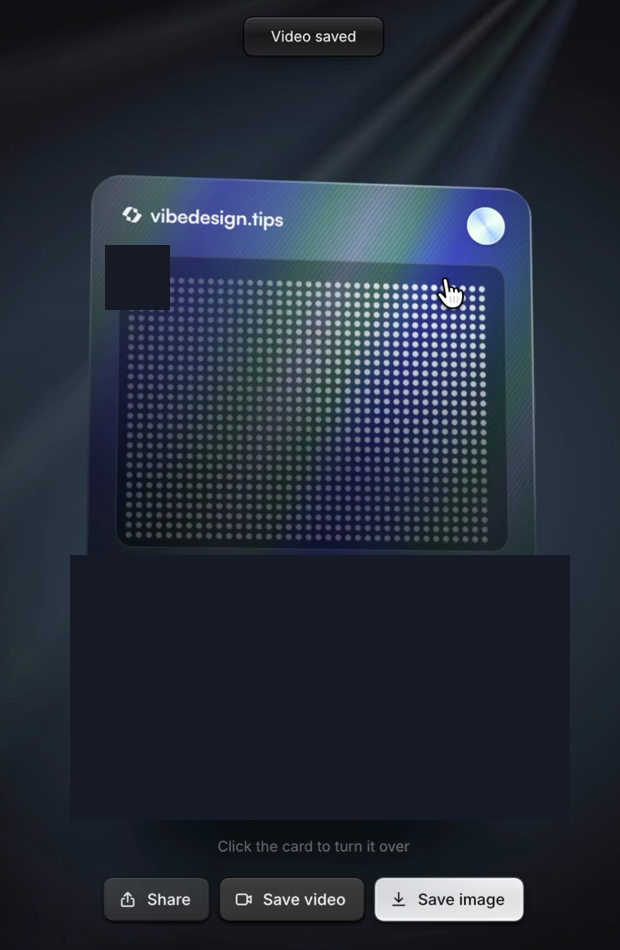 Video saved
vibedesign.tips
Click the card to turn it over
Share
Save video
Save image